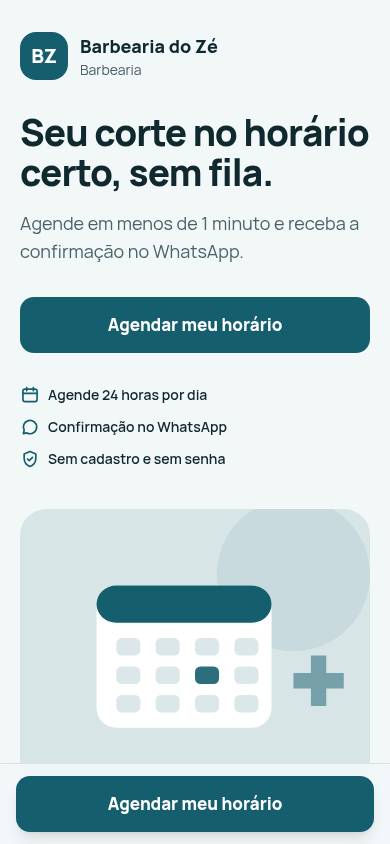 BZ
Barbearia do Zé
Barbearia
Seu corte no horário
certo, sem fila.
Agende em menos de 1 minuto e receba a
confirmação no WhatsApp.
Agendar meu horário
Agende 24 horas por dia
Confirmação no WhatsApp
Sem cadastro e sem senha
Agendar meu horário